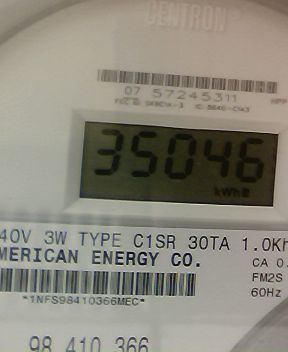 CENTRON
07 57245311
35046
kWh
40V 3W TYPE C1SR 30TA 1.0Kh
MERICAN ENERGY CO.
CA 0.
FM2S
60Hz
*1NFS98410366MEC*
98 410 366